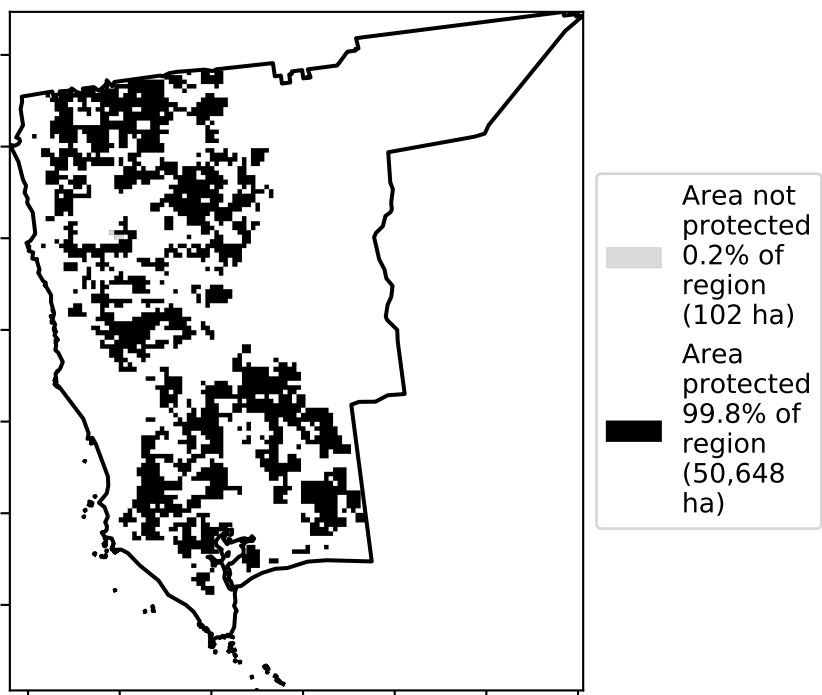 Area not
protected
0.2% of
region
(102 ha)
Area
protected
99.8% of
region
(50,648
ha)